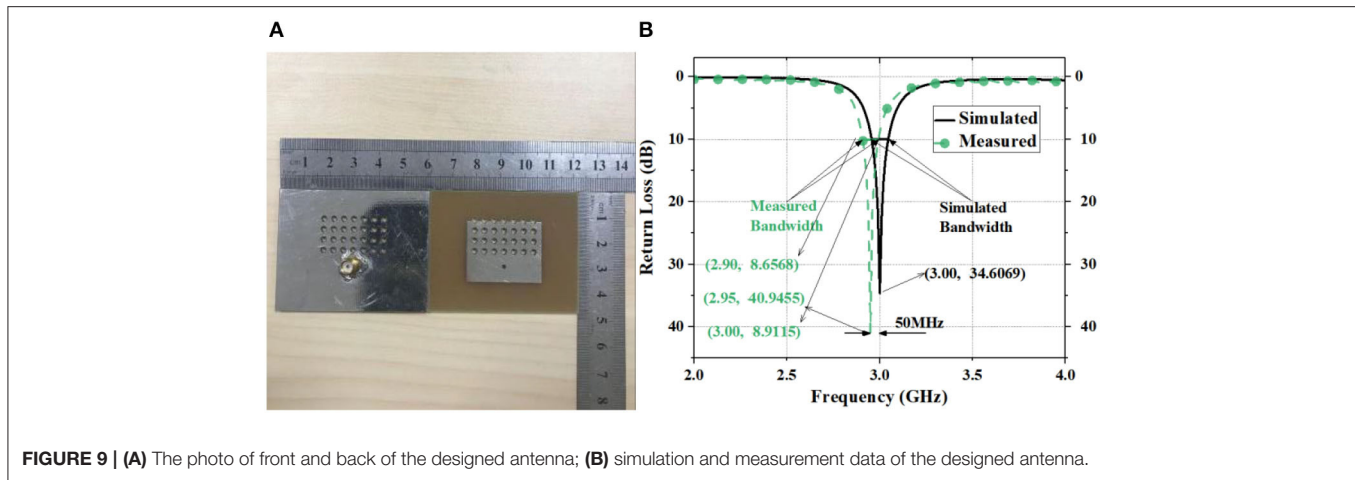 A
B
cm 1 2 3 4 5 6 7 8 9 10 11 12 13 14
cm 1 2 3 4 5 6 7 8
0
10
20
30
40
Return Loss (dB)
0
10
20
30
40
Simulated
Measured
Measured
Bandwidth
Simulated
Bandwidth
(2.90, 8.6568)
(2.95, 40.9455)
(3.00, 8.9115)
(3.00, 34.6069)
50MHz
2.0 2.5 3.0 3.5 4.0
Frequency (GHz)
FIGURE 9 | (A) The photo of front and back of the designed antenna; (B) simulation and measurement data of the designed antenna.